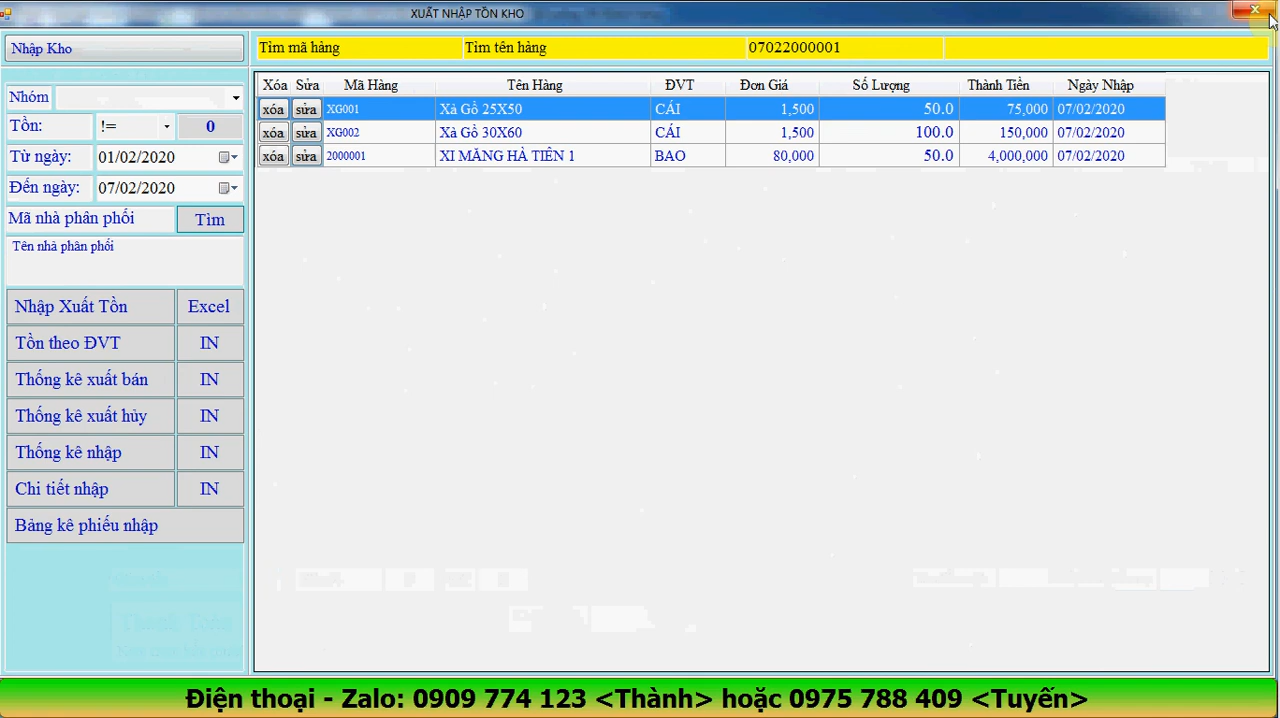 XUẤT NHẬP TỒN KHO
Nhập Kho
Tìm mã hàng Tìm tên hàng 07022000001
Nhóm
Tồn: != 0
Từ ngày: 01/02/2020
Đến ngày: 07/02/2020
Mã nhà phân phối Tìm
Tên nhà phân phối
Nhập Xuất Tồn Excel
Tồn theo ĐVT IN
Thống kê xuất bán IN
Thống kê xuất hủy IN
Thống kê nhập IN
Chi tiết nhập IN
Bảng kê phiếu nhập
Xóa Sửa Mã Hàng Tên Hàng ĐVT Đơn Giá Số Lượng Thành Tiền Ngày Nhập
xóa sửa XG001 Xà Gồ 25X50 CÁI 1,500 50.0 75,000 07/02/2020
xóa sửa XG002 Xà Gồ 30X60 CÁI 1,500 100.0 150,000 07/02/2020
xóa sửa 2000001 XI MĂNG HÀ TIÊN 1 BAO 80,000 50.0 4,000,000 07/02/2020
Điện thoại - Zalo: 0909 774 123 <Thành> hoặc 0975 788 409 <Tuyến>